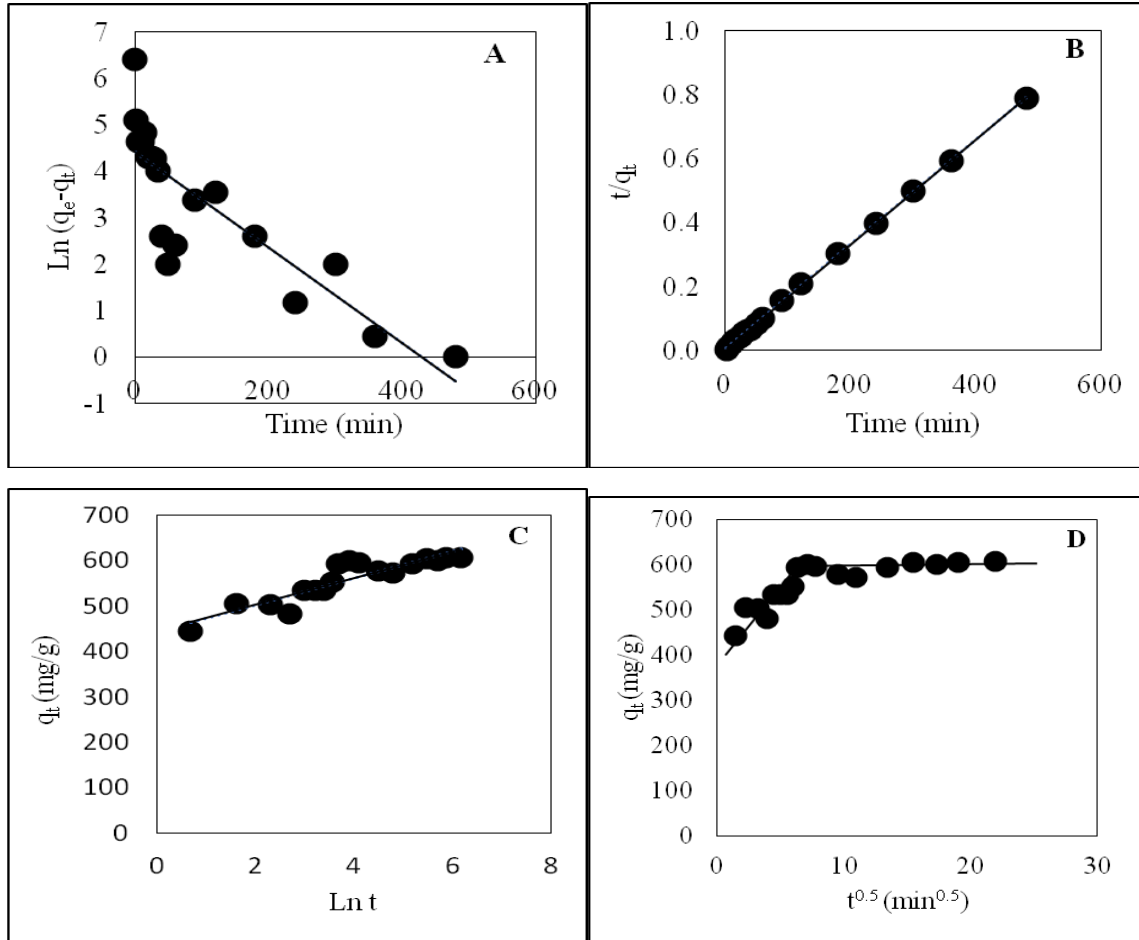 A
7
6
5
4
3
2
1
0
-1
0 200 400 600
Ln (qₑ-qₜ)
Time (min)
B
1.0
0.8
0.6
0.4
0.2
0.0
0 200 400 600
t/qₜ
Time (min)
C
700
600
500
400
300
200
100
0
0 2 4 6 8
qₜ (mg/g)
Ln t
D
700
600
500
400
300
200
100
0
0 10 20 30
qₜ (mg/g)
t⁰·⁵ (min⁰·⁵)